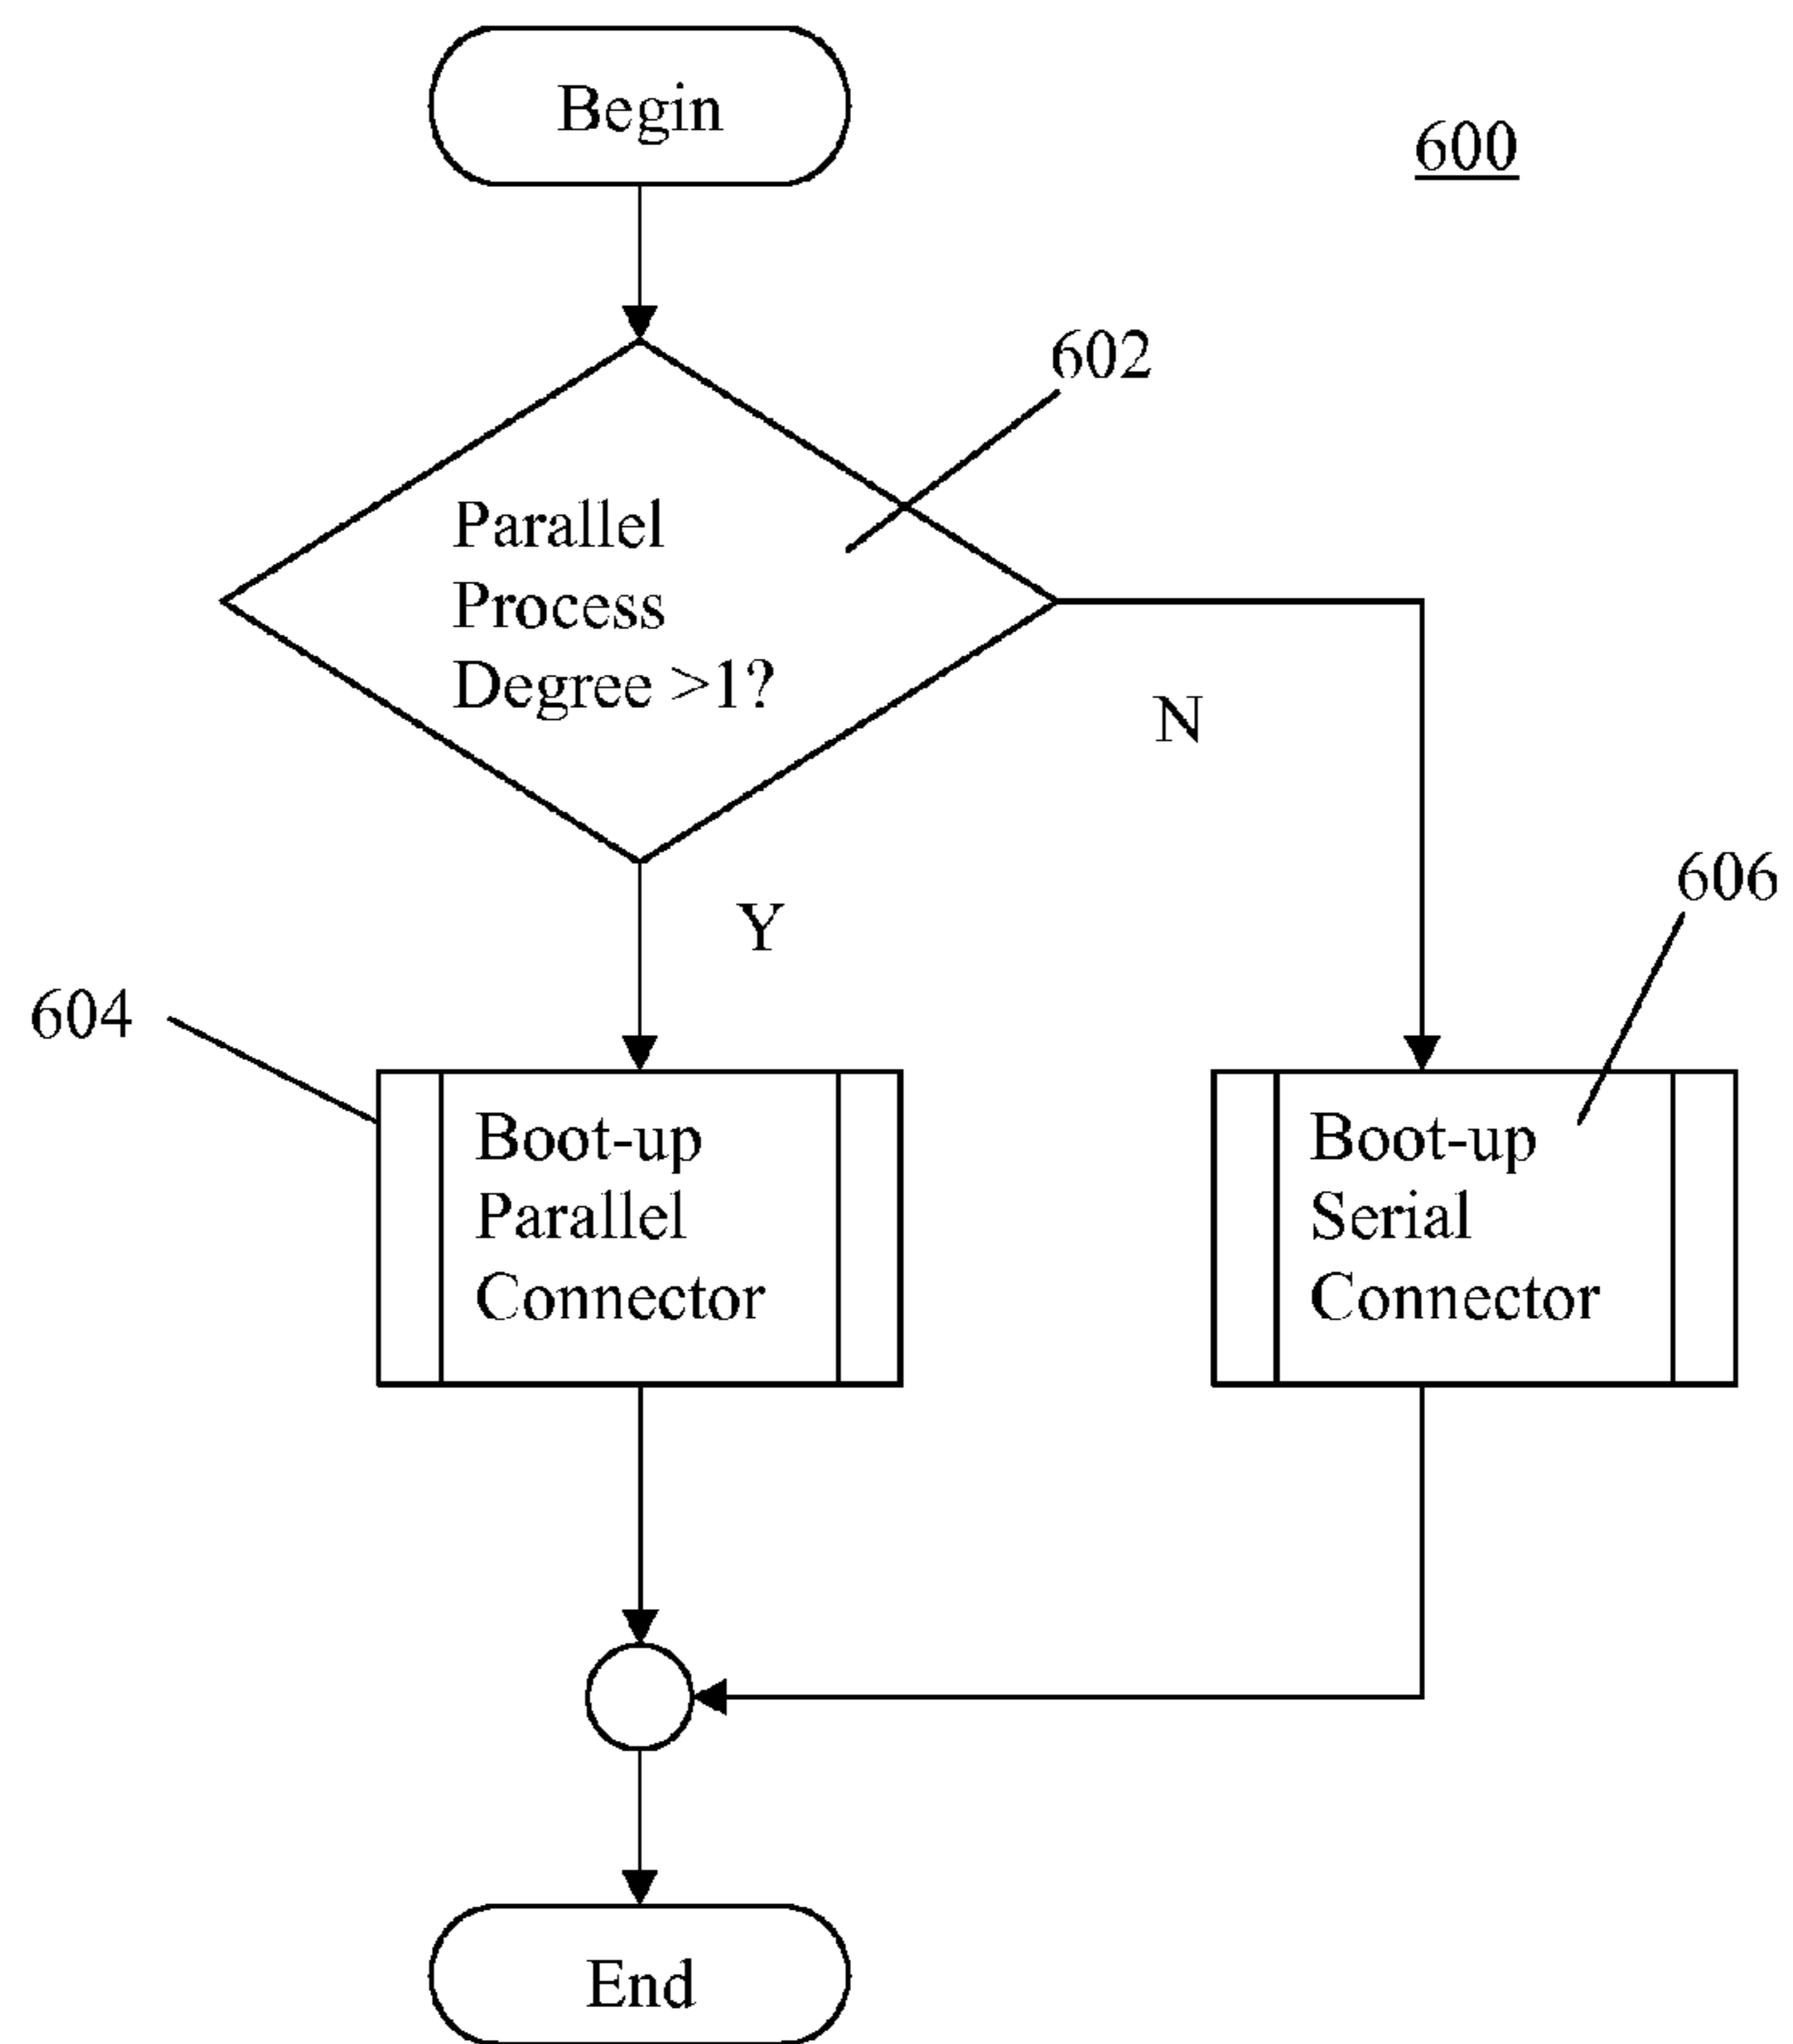 Begin
600
602
Parallel
Process
Degree >1?
N
Y
606
604
Boot-up
Parallel
Connector
Boot-up
Serial
Connector
End